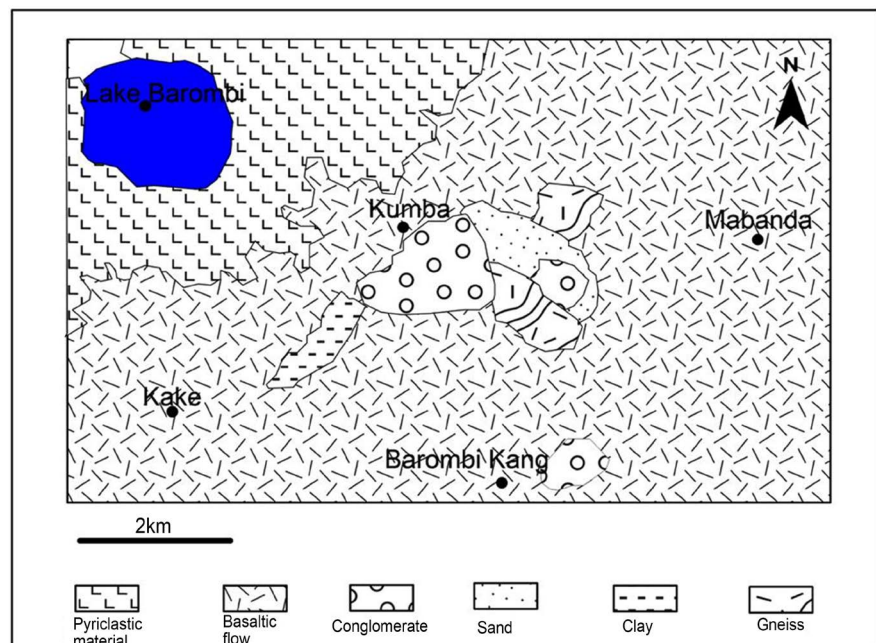 N
Lake Barombi
Kumba
Mabanda
Kake
Barombi Kang
2km
Pyriclastic
material
Basaltic
flow
Conglomerate
Sand
Clay
Gneiss